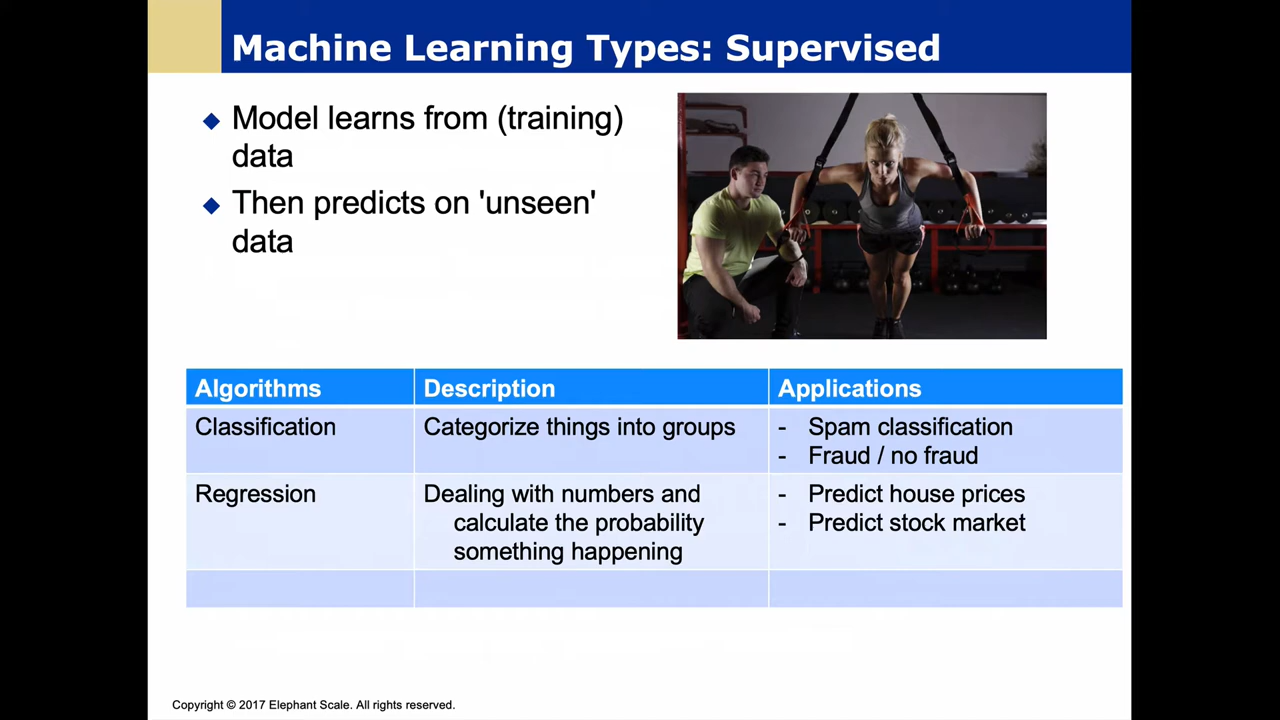 Machine Learning Types: Supervised
Model learns from (training)
data
Then predicts on 'unseen'
data
Algorithms
Description
Applications
Classification
Categorize things into groups
- Spam classification
- Fraud / no fraud
Regression
Dealing with numbers and
calculate the probability
something happening
- Predict house prices
- Predict stock market
Copyright © 2017 Elephant Scale. All rights reserved.